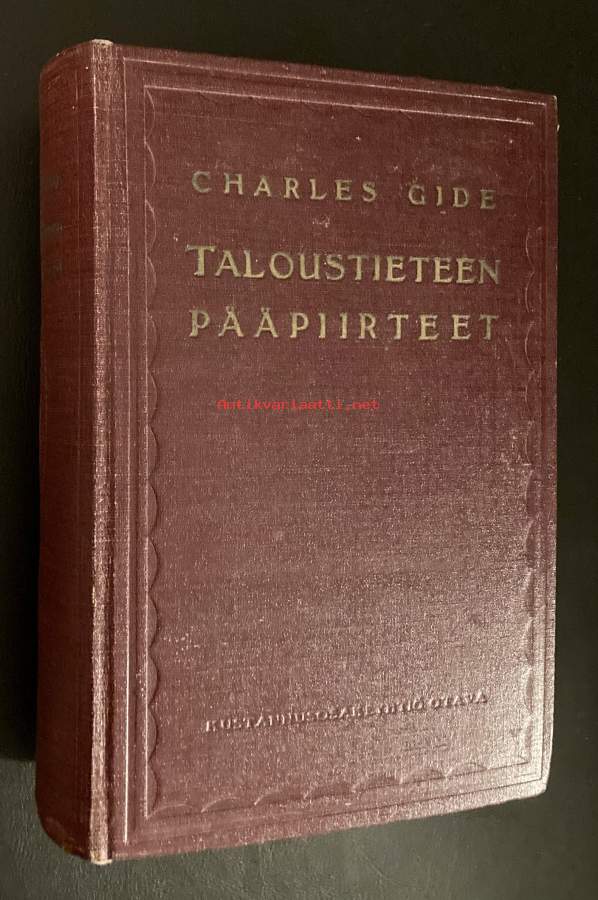 CHARLES GIDE
TALOUSTIETEEN
PÄÄPIIRTEET
Antikvariaatti.net
KUSTANNUSOSAKEYHTIÖ OTAVA